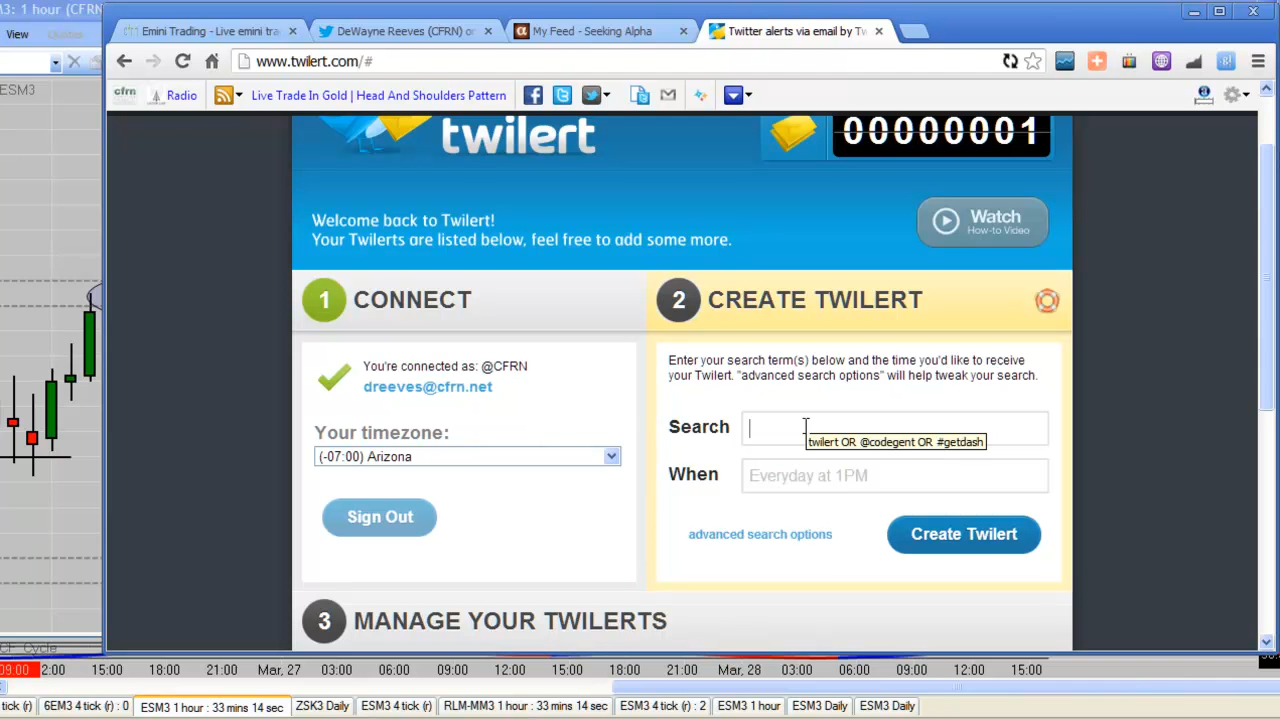 M3: 1 hour (CFRN
View
Quotes
ESM3
Emini Trading - Live emini tra
DeWayne Reeves (CFRN) or
My Feed - Seeking Alpha
Twitter alerts via email by Tw
www.twilert.com/#
cfrn
Radio
Live Trade In Gold | Head And Shoulders Pattern
twilert
00000001
Welcome back to Twilert!
Your Twilerts are listed below, feel free to add some more.
Watch
How-to Video
1 CONNECT
You're connected as: @CFRN
dreeves@cfrn.net
Your timezone:
(-07:00) Arizona
Sign Out
2 CREATE TWILERT
Enter your search term(s) below and the time you'd like to receive
your Twilert. "advanced search options" will help tweak your search.
Search
twilert OR @codegent OR #getdash
When
Everyday at 1PM
advanced search options
Create Twilert
3 MANAGE YOUR TWILERTS
CF Cycle
09:00 2:00 15:00 18:00 21:00 Mar, 27 03:00 06:00 09:00 12:00 15:00 18:00 21:00 Mar, 28 03:00 06:00 09:00 12:00 15:00
tick (r) 6EM3 4 tick (r) : 0 ESM3 1 hour : 33 mins 14 sec ZSK3 Daily ESM3 4 tick (r) RLM-MM3 1 hour : 33 mins 14 sec ESM3 4 tick (r) : 2 ESM3 1 hour ESM3 Daily ESM3 Daily